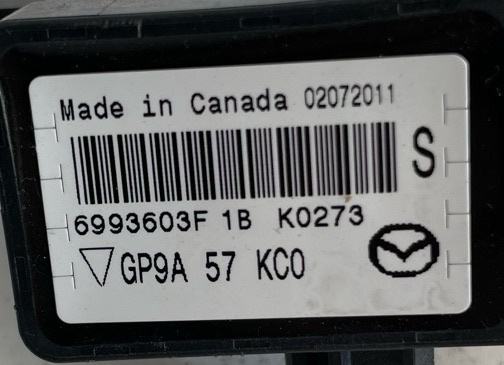 Made in Canada 02072011
S
6993603F 1B K0273
GP9A 57 KC0